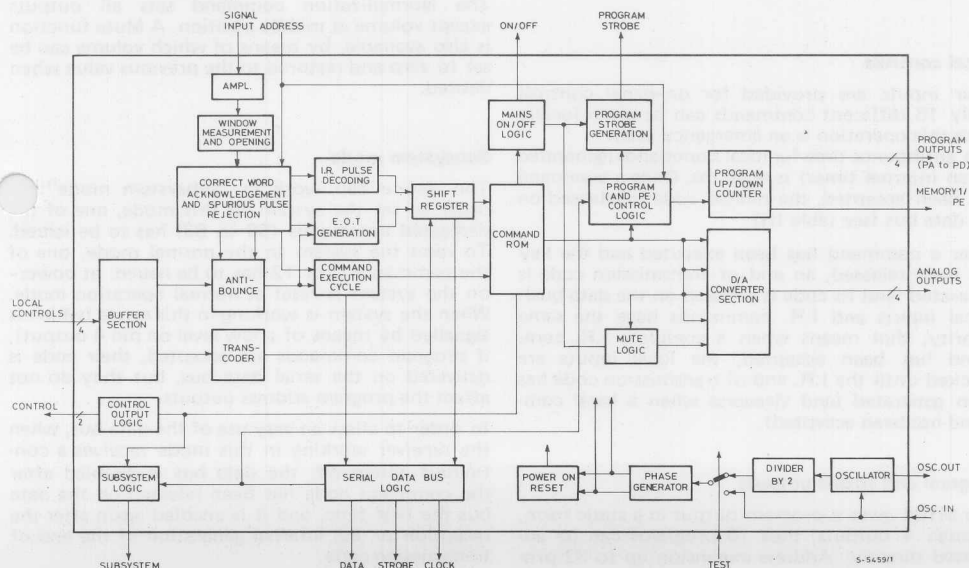 SIGNAL
INPUT ADDRESS
ON/OFF
PROGRAM
STROBE
AMPL.
WINDOW
MEASUREMENT
AND OPENING
CORRECT WORD
ACKNOWLEDGEMENT
AND SPURIOUS PULSE
REJECTION
I.R. PULSE
DECODING
E.O.T
GENERATION
COMMAND
EXECUTION
CYCLE
SHIFT
REGISTER
MAINS
ON/OFF
LOGIC
PROGRAM
STROBE
GENERATION
COMMAND
ROM
PROGRAM
(AND PE)
CONTROL
LOGIC
PROGRAM
UP/DOWN
COUNTER
4
PROGRAM
OUTPUTS
(PA to PD)
MEMORY1/
PE
D/A
CONVERTER
SECTION
4
ANALOG
OUTPUTS
MUTE
LOGIC
LOCAL
CONTROLS
4
BUFFER
SECTION
ANTI-
BOUNCE
TRANS-
CODER
CONTROL
2
CONTROL
OUTPUT
LOGIC
SUBSYSTEM
LOGIC
SERIAL DATA BUS
LOGIC
POWER ON
RESET
PHASE
GENERATOR
DIVIDER
BY 2
OSCILLATOR
OSC. OUT
OSC. IN
SUBSYSTEM
DATA STROBE CLOCK
TEST
S-5459/1